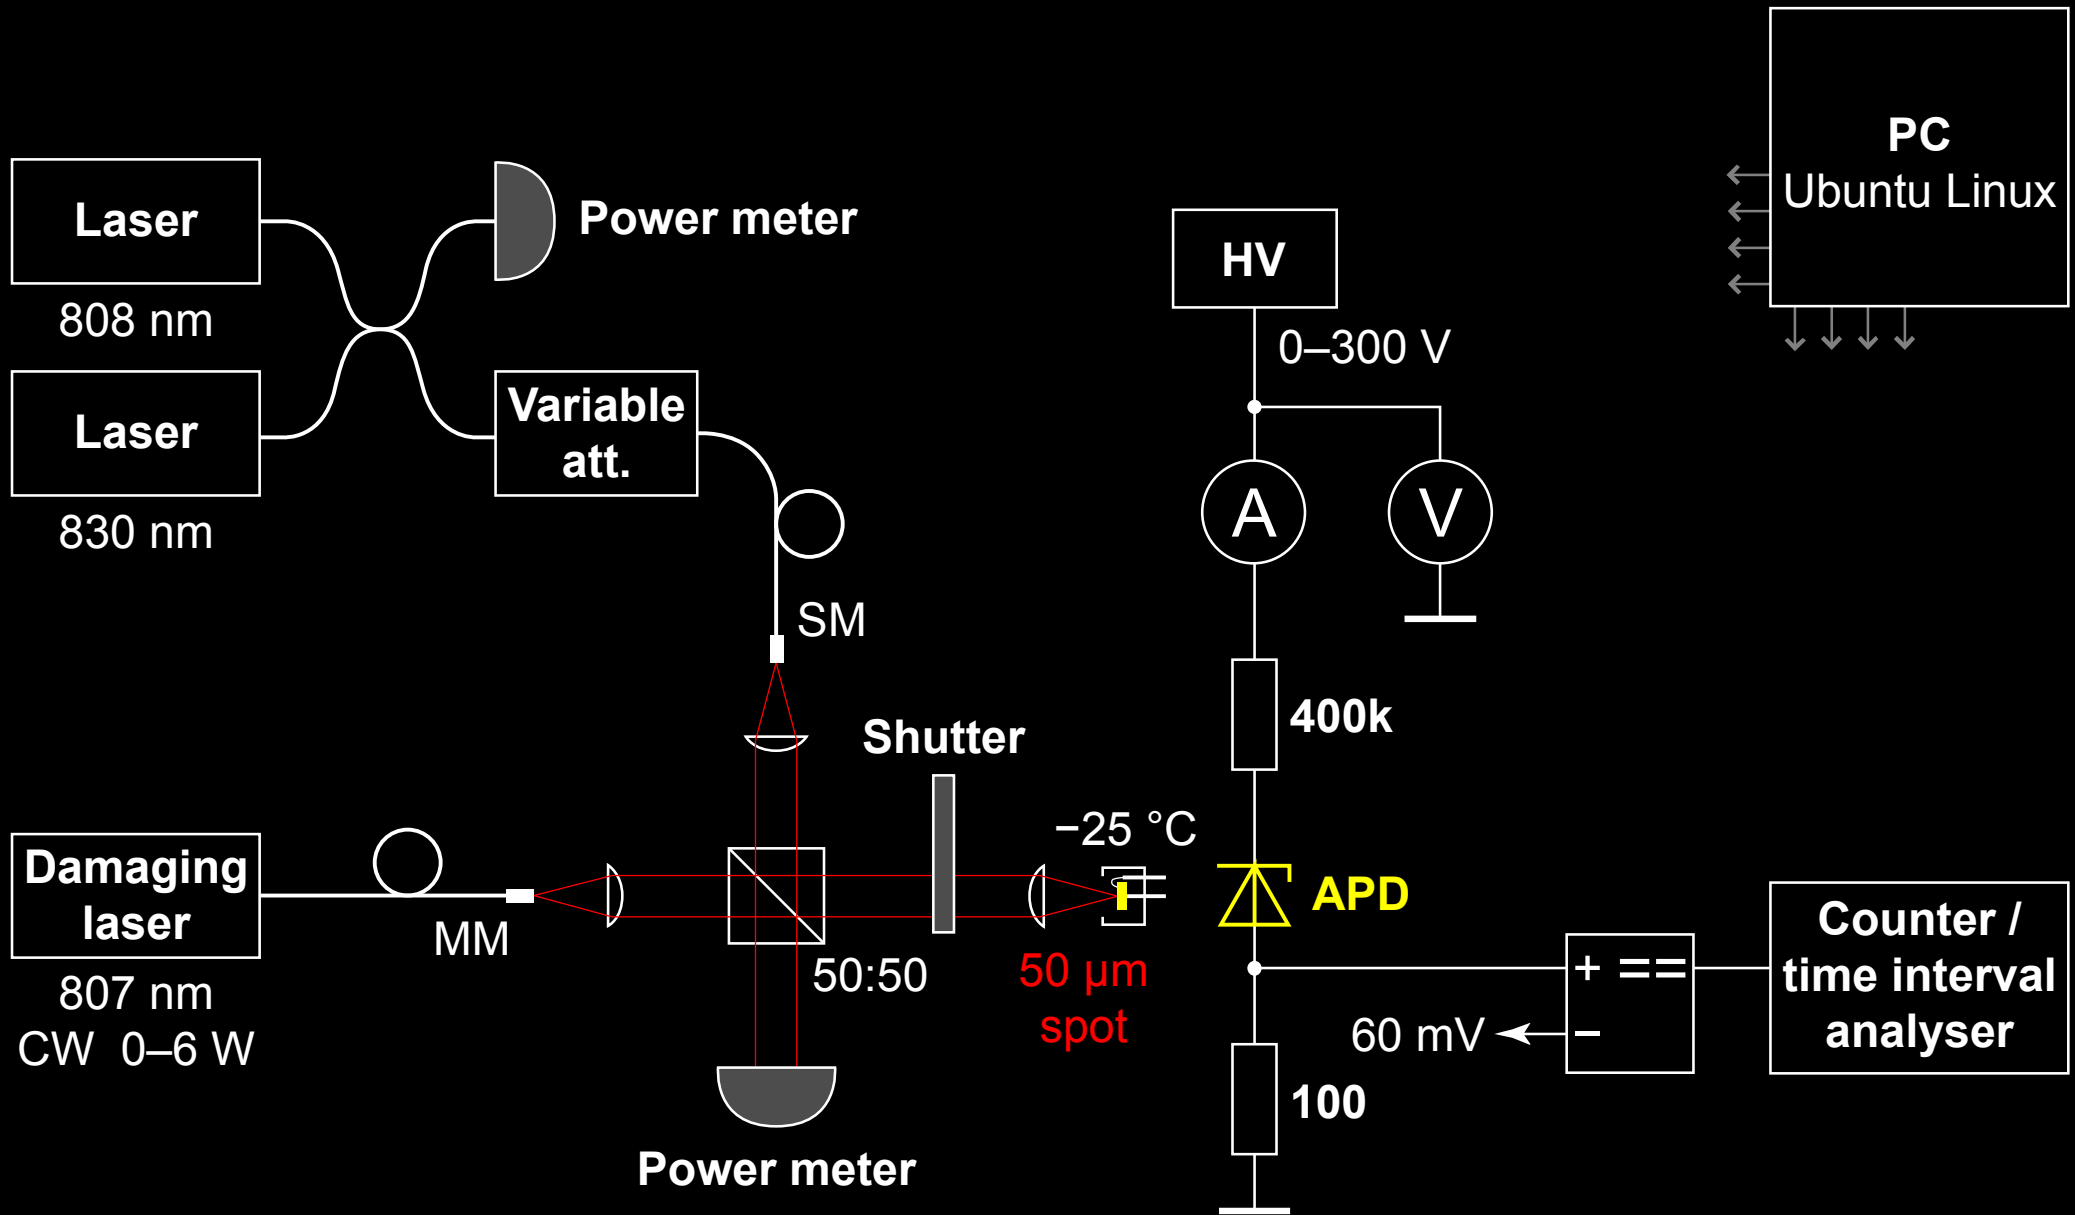 PC
Ubuntu Linux
Laser
808 nm
Power meter
HV
0–300 V
Laser
830 nm
Variable
att.
A
V
SM
400k
Shutter
−25 °C
APD
Damaging
laser
807 nm
CW 0–6 W
MM
50:50
50 µm
spot
Power meter
100
60 mV
+ ==
−
Counter /
time interval
analyser